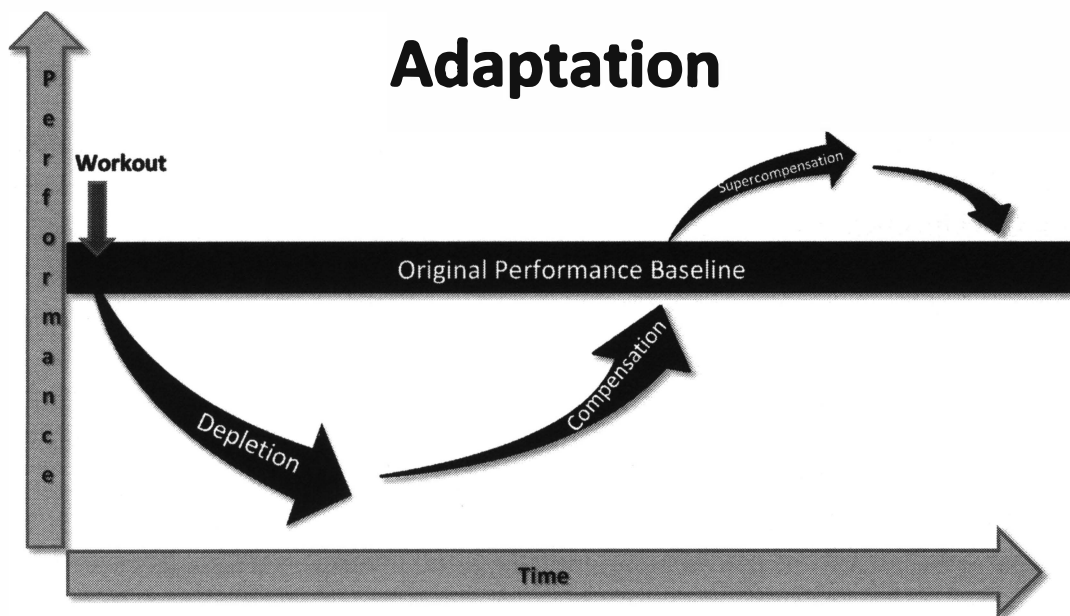 Adaptation
Performance
Workout
Supercompensation
Original Performance Baseline
Compensation
Depletion
Time